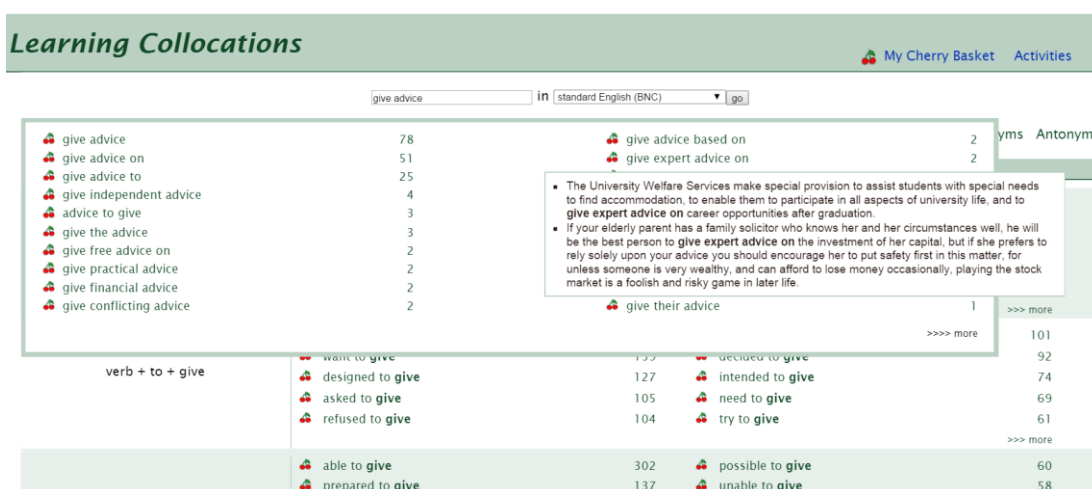 Learning Collocations
My Cherry Basket Activities
give advice in standard English (BNC) go
yms Antonym
give advice 78
give advice on 51
give advice to 25
give independent advice 4
advice to give 3
give the advice 3
give free advice on 2
give practical advice 2
give financial advice 2
give conflicting advice 2
give advice based on 2
give expert advice on 2
The University Welfare Services make special provision to assist students with special needs
to find accommodation, to enable them to participate in all aspects of university life, and to
give expert advice on career opportunities after graduation.
If your elderly parent has a family solicitor who knows her and her circumstances well, he will
be the best person to give expert advice on the investment of her capital, but if she prefers to
rely solely upon your advice you should encourage her to put safety first in this matter, for
unless someone is very wealthy, and can afford to lose money occasionally, playing the stock
market is a foolish and risky game in later life.
give their advice 1
>>>> more
>>> more
101
want to give 139 decided to give 92
verb + to + give
designed to give 127 intended to give 74
asked to give 105 need to give 69
refused to give 104 try to give 61
>>> more
able to give 302 possible to give 60
prepared to give 137 unable to give 58